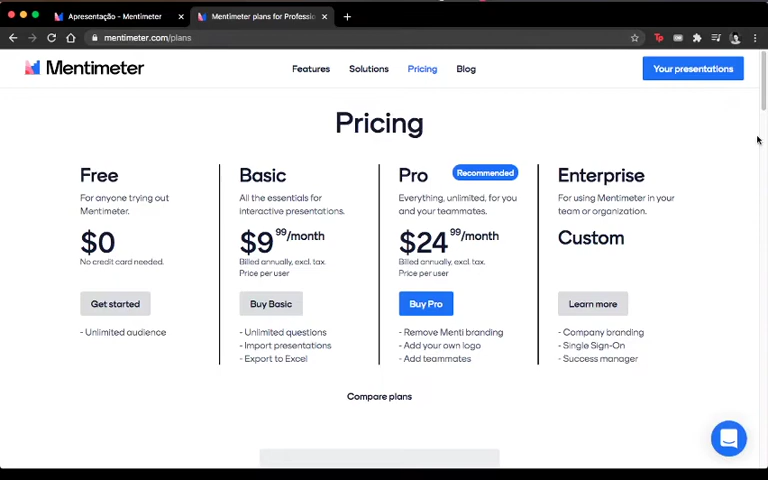 Apresentação - Mentimeter
Mentimeter plans for Professio
mentimeter.com/plans
Mentimeter
Features
Solutions
Pricing
Blog
Your presentations
Pricing
Free
For anyone trying out
Mentimeter.
$0
No credit card needed.
Get started
- Unlimited audience
Basic
All the essentials for
interactive presentations.
$9 99/month
Billed annually, excl. tax.
Price per user
Buy Basic
- Unlimited questions
- Import presentations
- Export to Excel
Pro
Recommended
Everything, unlimited, for you
and your teammates.
$24 99/month
Billed annually, excl. tax.
Price per user
Buy Pro
- Remove Menti branding
- Add your own logo
- Add teammates
Enterprise
For using Mentimeter in your
team or organization.
Custom
Learn more
- Company branding
- Single Sign-On
- Success manager
Compare plans